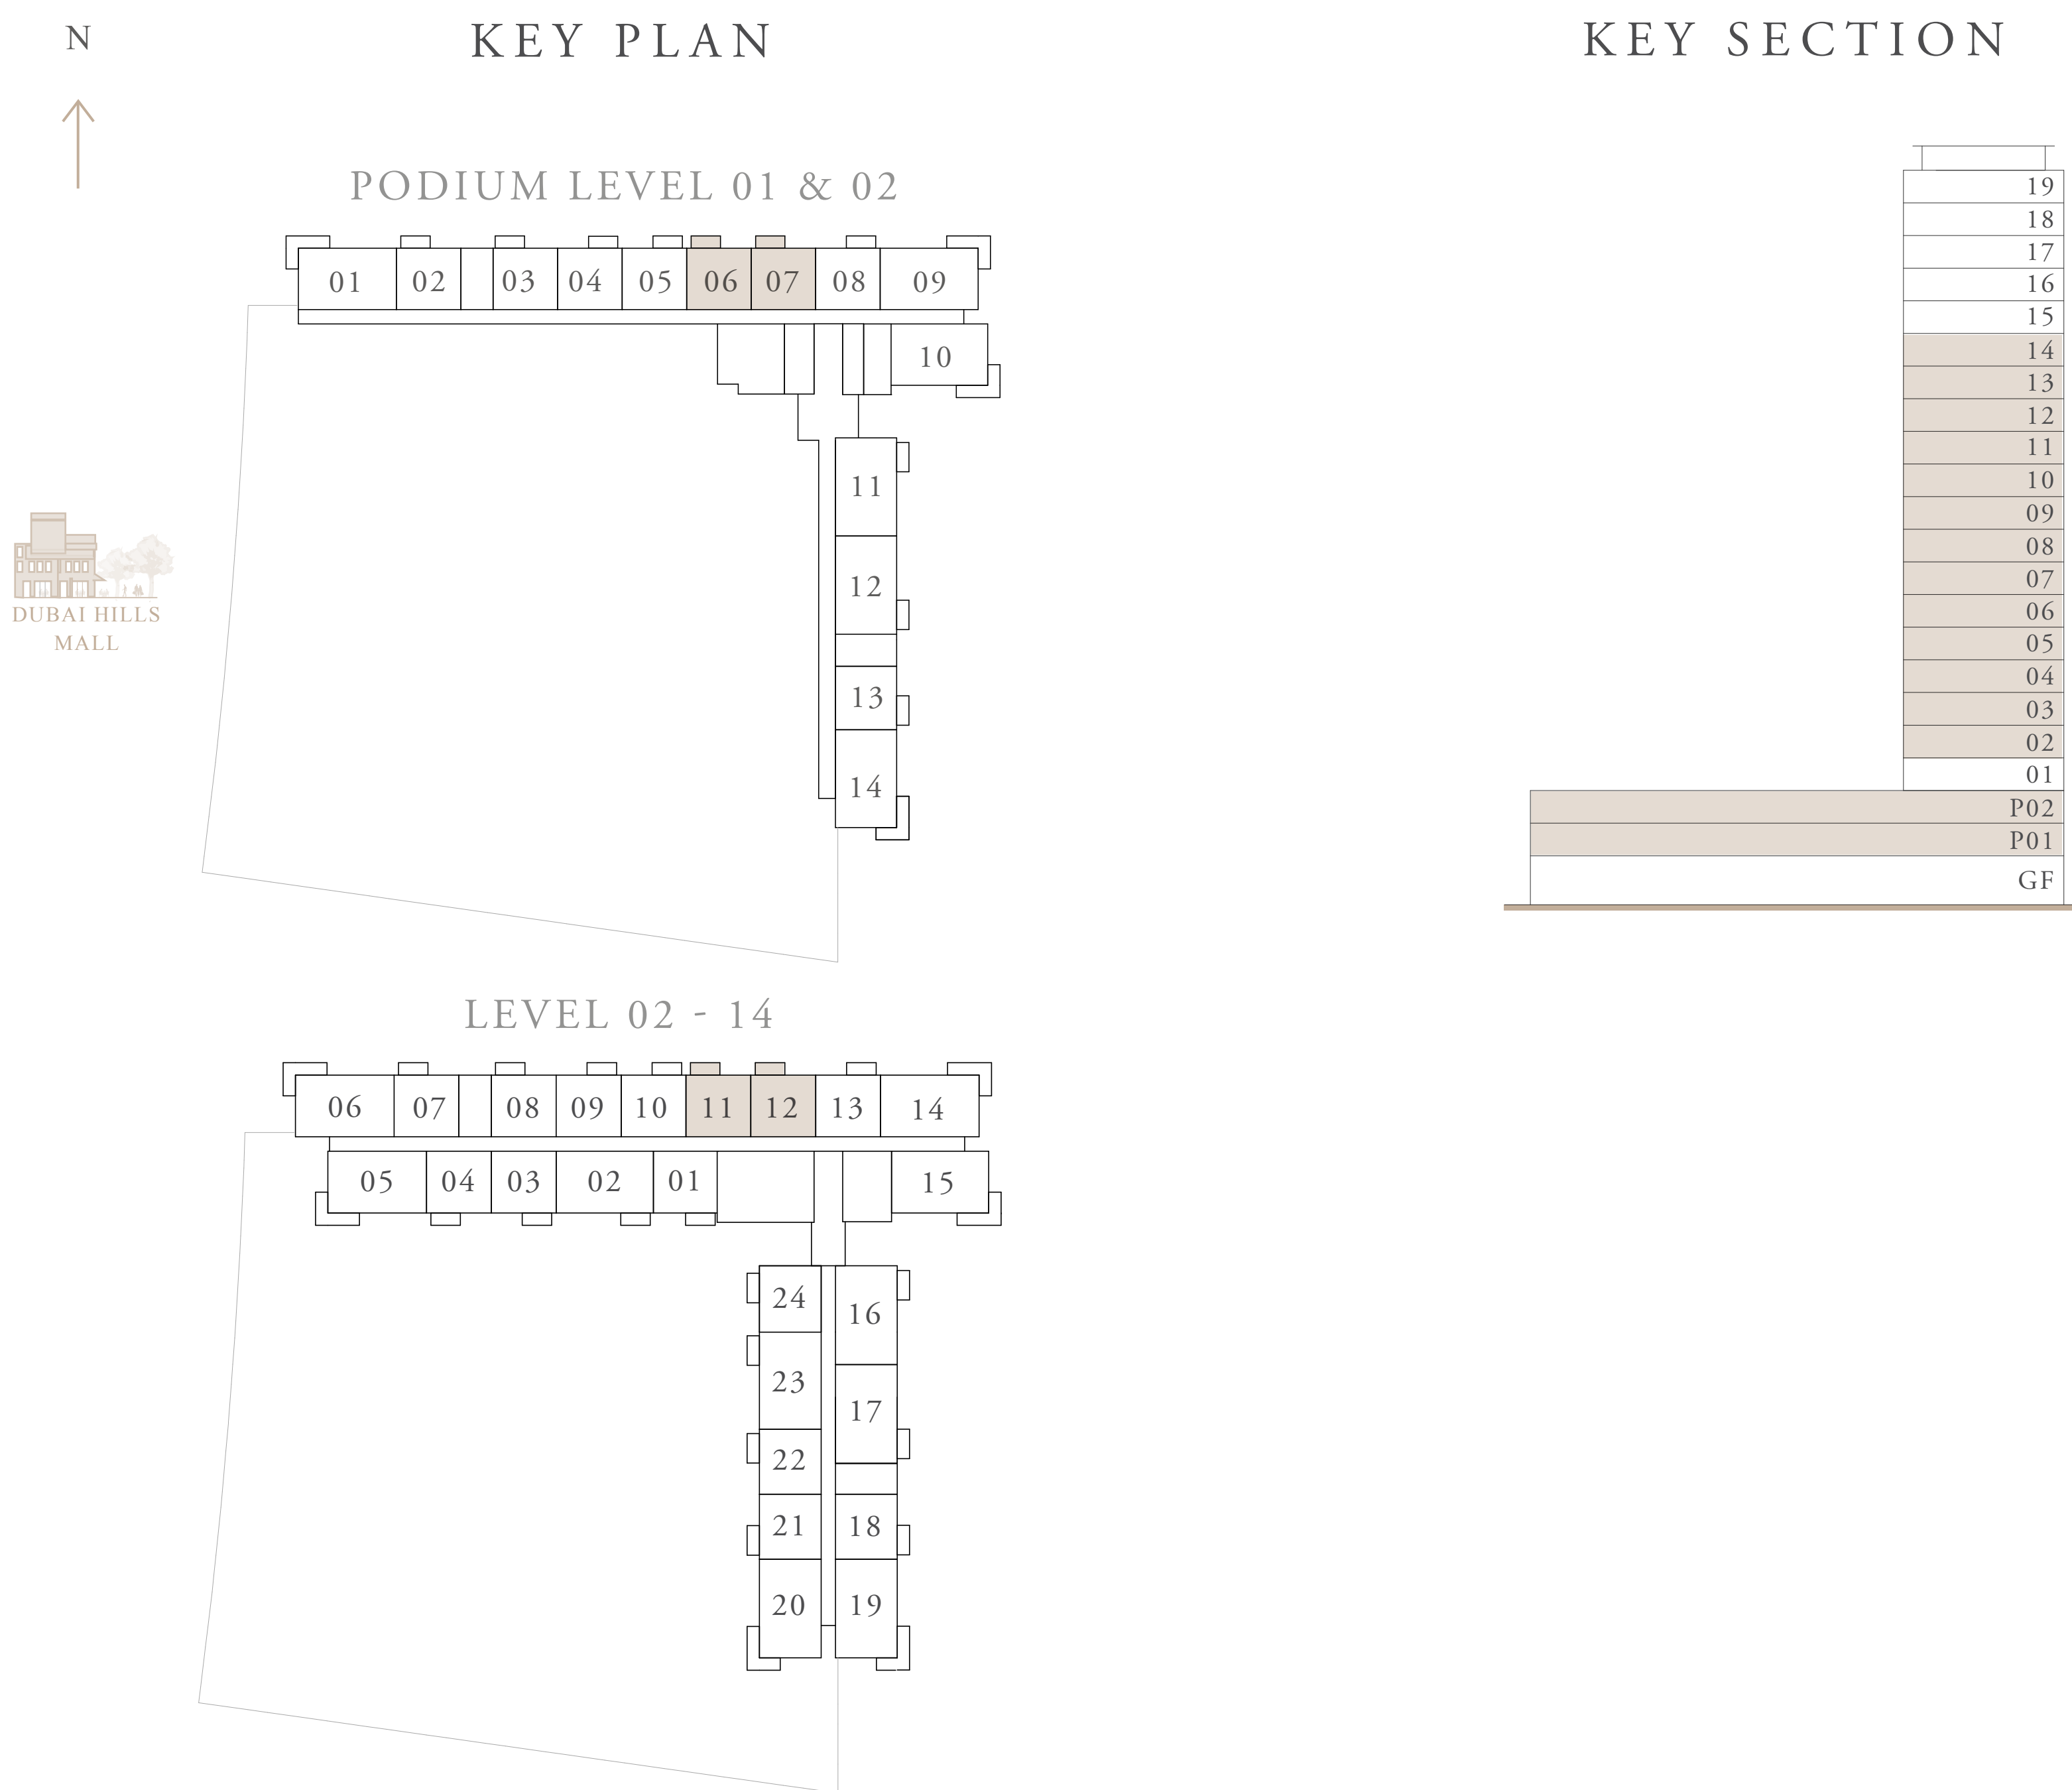 N
KEY PLAN
KEY SECTION
PODIUM LEVEL 01 & 02
01 02 03 04 05 06 07 08 09
10
11
12
13
14
DUBAI HILLS
MALL
19
18
17
16
15
14
13
12
11
10
09
08
07
06
05
04
03
02
01
P02
P01
GF
LEVEL 02 - 14
06 07 08 09 10 11 12 13 14
05 04 03 02 01 15
24 16
23 17
22
21 18
20 19